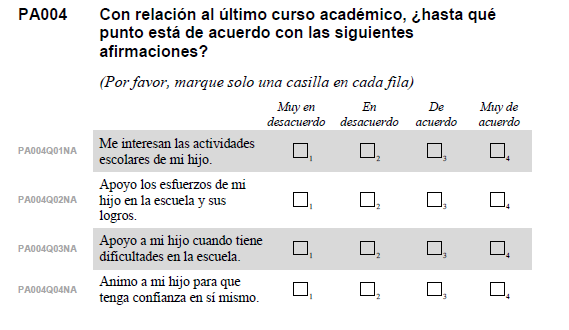 PA004 Con relación al último curso académico, ¿hasta qué
punto está de acuerdo con las siguientes
afirmaciones?
(Por favor, marque solo una casilla en cada fila)
Muy en desacuerdo En desacuerdo De acuerdo Muy de acuerdo
PA004Q01NA Me interesan las actividades
escolares de mi hijo. 1 2 3 4
PA004Q02NA Apoyo los esfuerzos de mi
hijo en la escuela y sus
logros. 1 2 3 4
PA004Q03NA Apoyo a mi hijo cuando tiene
dificultades en la escuela. 1 2 3 4
PA004Q04NA Animo a mi hijo para que
tenga confianza en sí mismo. 1 2 3 4